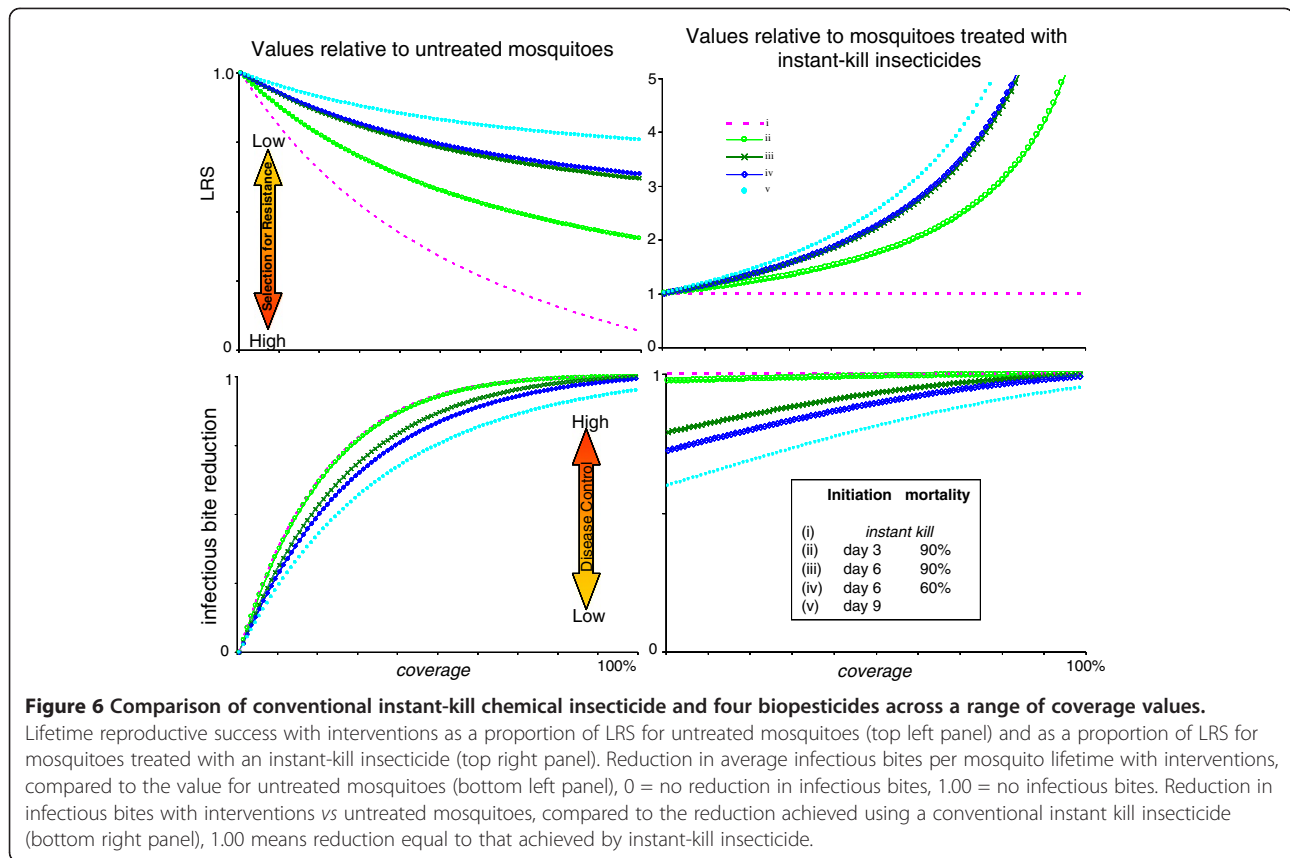 Values relative to untreated mosquitoes
Values relative to mosquitoes treated with
instant-kill insecticides
1.0
LRS
0
Low
Selection for Resistance
High
5
4
3
2
1
0
i
ii
iii
iv
v
1
infectious bite reduction
0
coverage
100%
High
Disease Control
Low
1
0
coverage
100%
Initiation mortality
(i) instant kill
(ii) day 3 90%
(iii) day 6 90%
(iv) day 6 60%
(v) day 9
Figure 6 Comparison of conventional instant-kill chemical insecticide and four biopesticides across a range of coverage values.
Lifetime reproductive success with interventions as a proportion of LRS for untreated mosquitoes (top left panel) and as a proportion of LRS for
mosquitoes treated with an instant-kill insecticide (top right panel). Reduction in average infectious bites per mosquito lifetime with interventions,
compared to the value for untreated mosquitoes (bottom left panel), 0 = no reduction in infectious bites, 1.00 = no infectious bites. Reduction in
infectious bites with interventions vs untreated mosquitoes, compared to the reduction achieved using a conventional instant kill insecticide
(bottom right panel), 1.00 means reduction equal to that achieved by instant-kill insecticide.